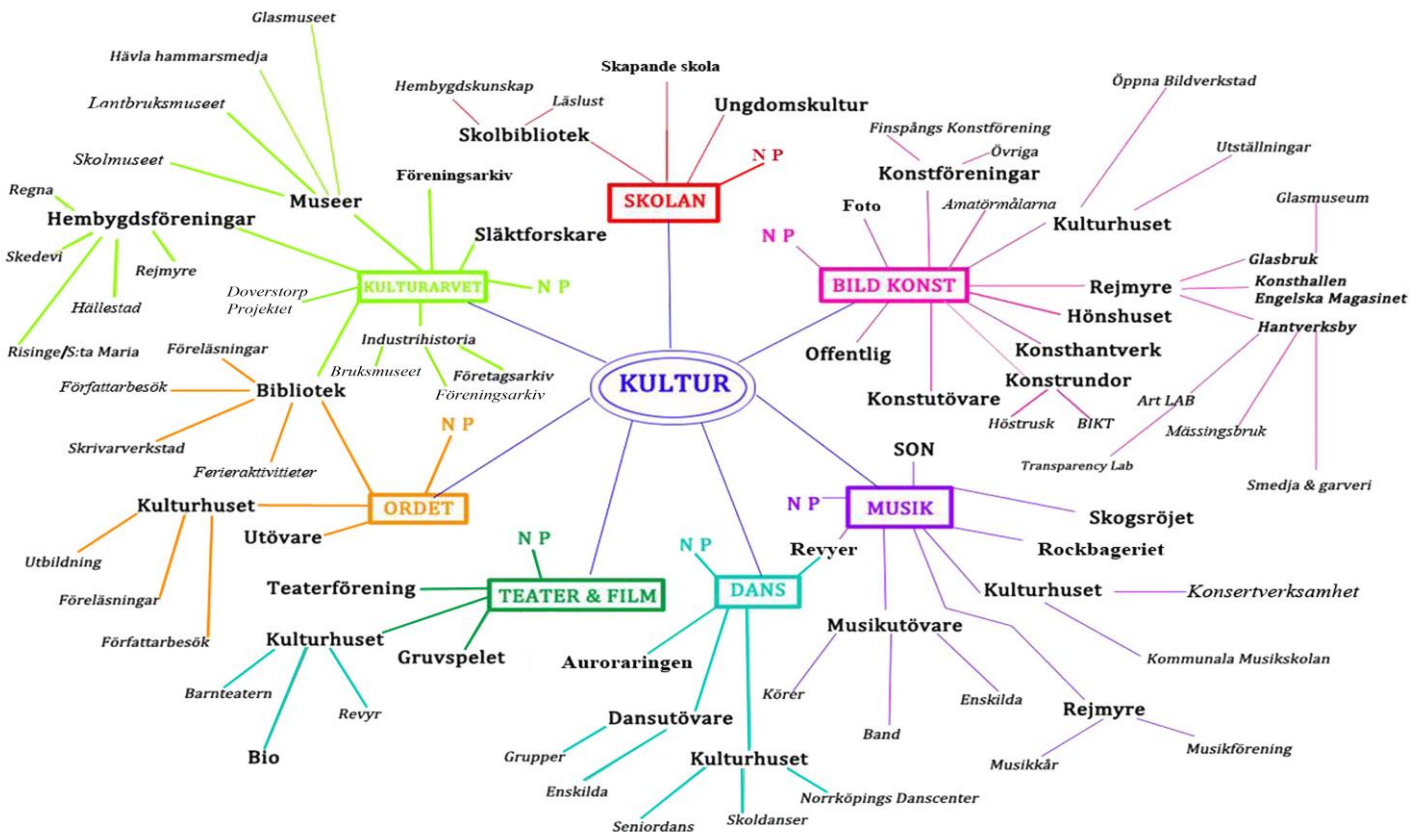 Glasmuseet
Hävla hammarsmedja
Lantbruksmuseet
Skolmuseet
Museer
Regna
Hembygdsföreningar
Skedevi
Rejmyre
Hällestad
Risinge/S:ta Maria
Föreningsarkiv
Släktforskare
KULTURARVET
N P
Doverstorp
Projektet
Industrihistoria
Bruksmuseet
Företagsarkiv
Föreningsarkiv
Hembygdskunskap
Läslust
Skolbibliotek
Skapande skola
Ungdomskultur
N P
SKOLAN
Öppna Bildverkstad
Finspångs Konstförening
Övriga
Konstföreningar
Utställningar
Foto
Amatörmålarna
Kulturhuset
N P
BILD KONST
Glasmuseum
Glasbruk
Rejmyre
Konsthallen
Engelska Magasinet
Hönshuset
Hantverksby
Offentlig
Konsthantverk
Konstrundor
Konstutövare
Höstrusk
BIKT
Art LAB
Mässingsbruk
Transparency Lab
Smedja & garveri
KULTUR
Föreläsningar
Bibliotek
Författarbesök
Skrivarverkstad
Ferieraktivitieter
N P
Kulturhuset
ORDET
Utövare
Utbildning
Föreläsningar
Författarbesök
N P
Teaterförening
TEATER & FILM
Kulturhuset
Gruvspelet
Barnteatern
Revyr
Bio
N P
Revyer
DANS
Auroraringen
Dansutövare
Grupper
Enskilda
Kulturhuset
Norrköpings Danscenter
Skoldanser
Seniordans
SON
N P
MUSIK
Skogsröjet
Rockbageriet
Kulturhuset
Konsertverksamhet
Musikutövare
Kommunala Musikskolan
Körer
Enskilda
Band
Rejmyre
Musikförening
Musikkår